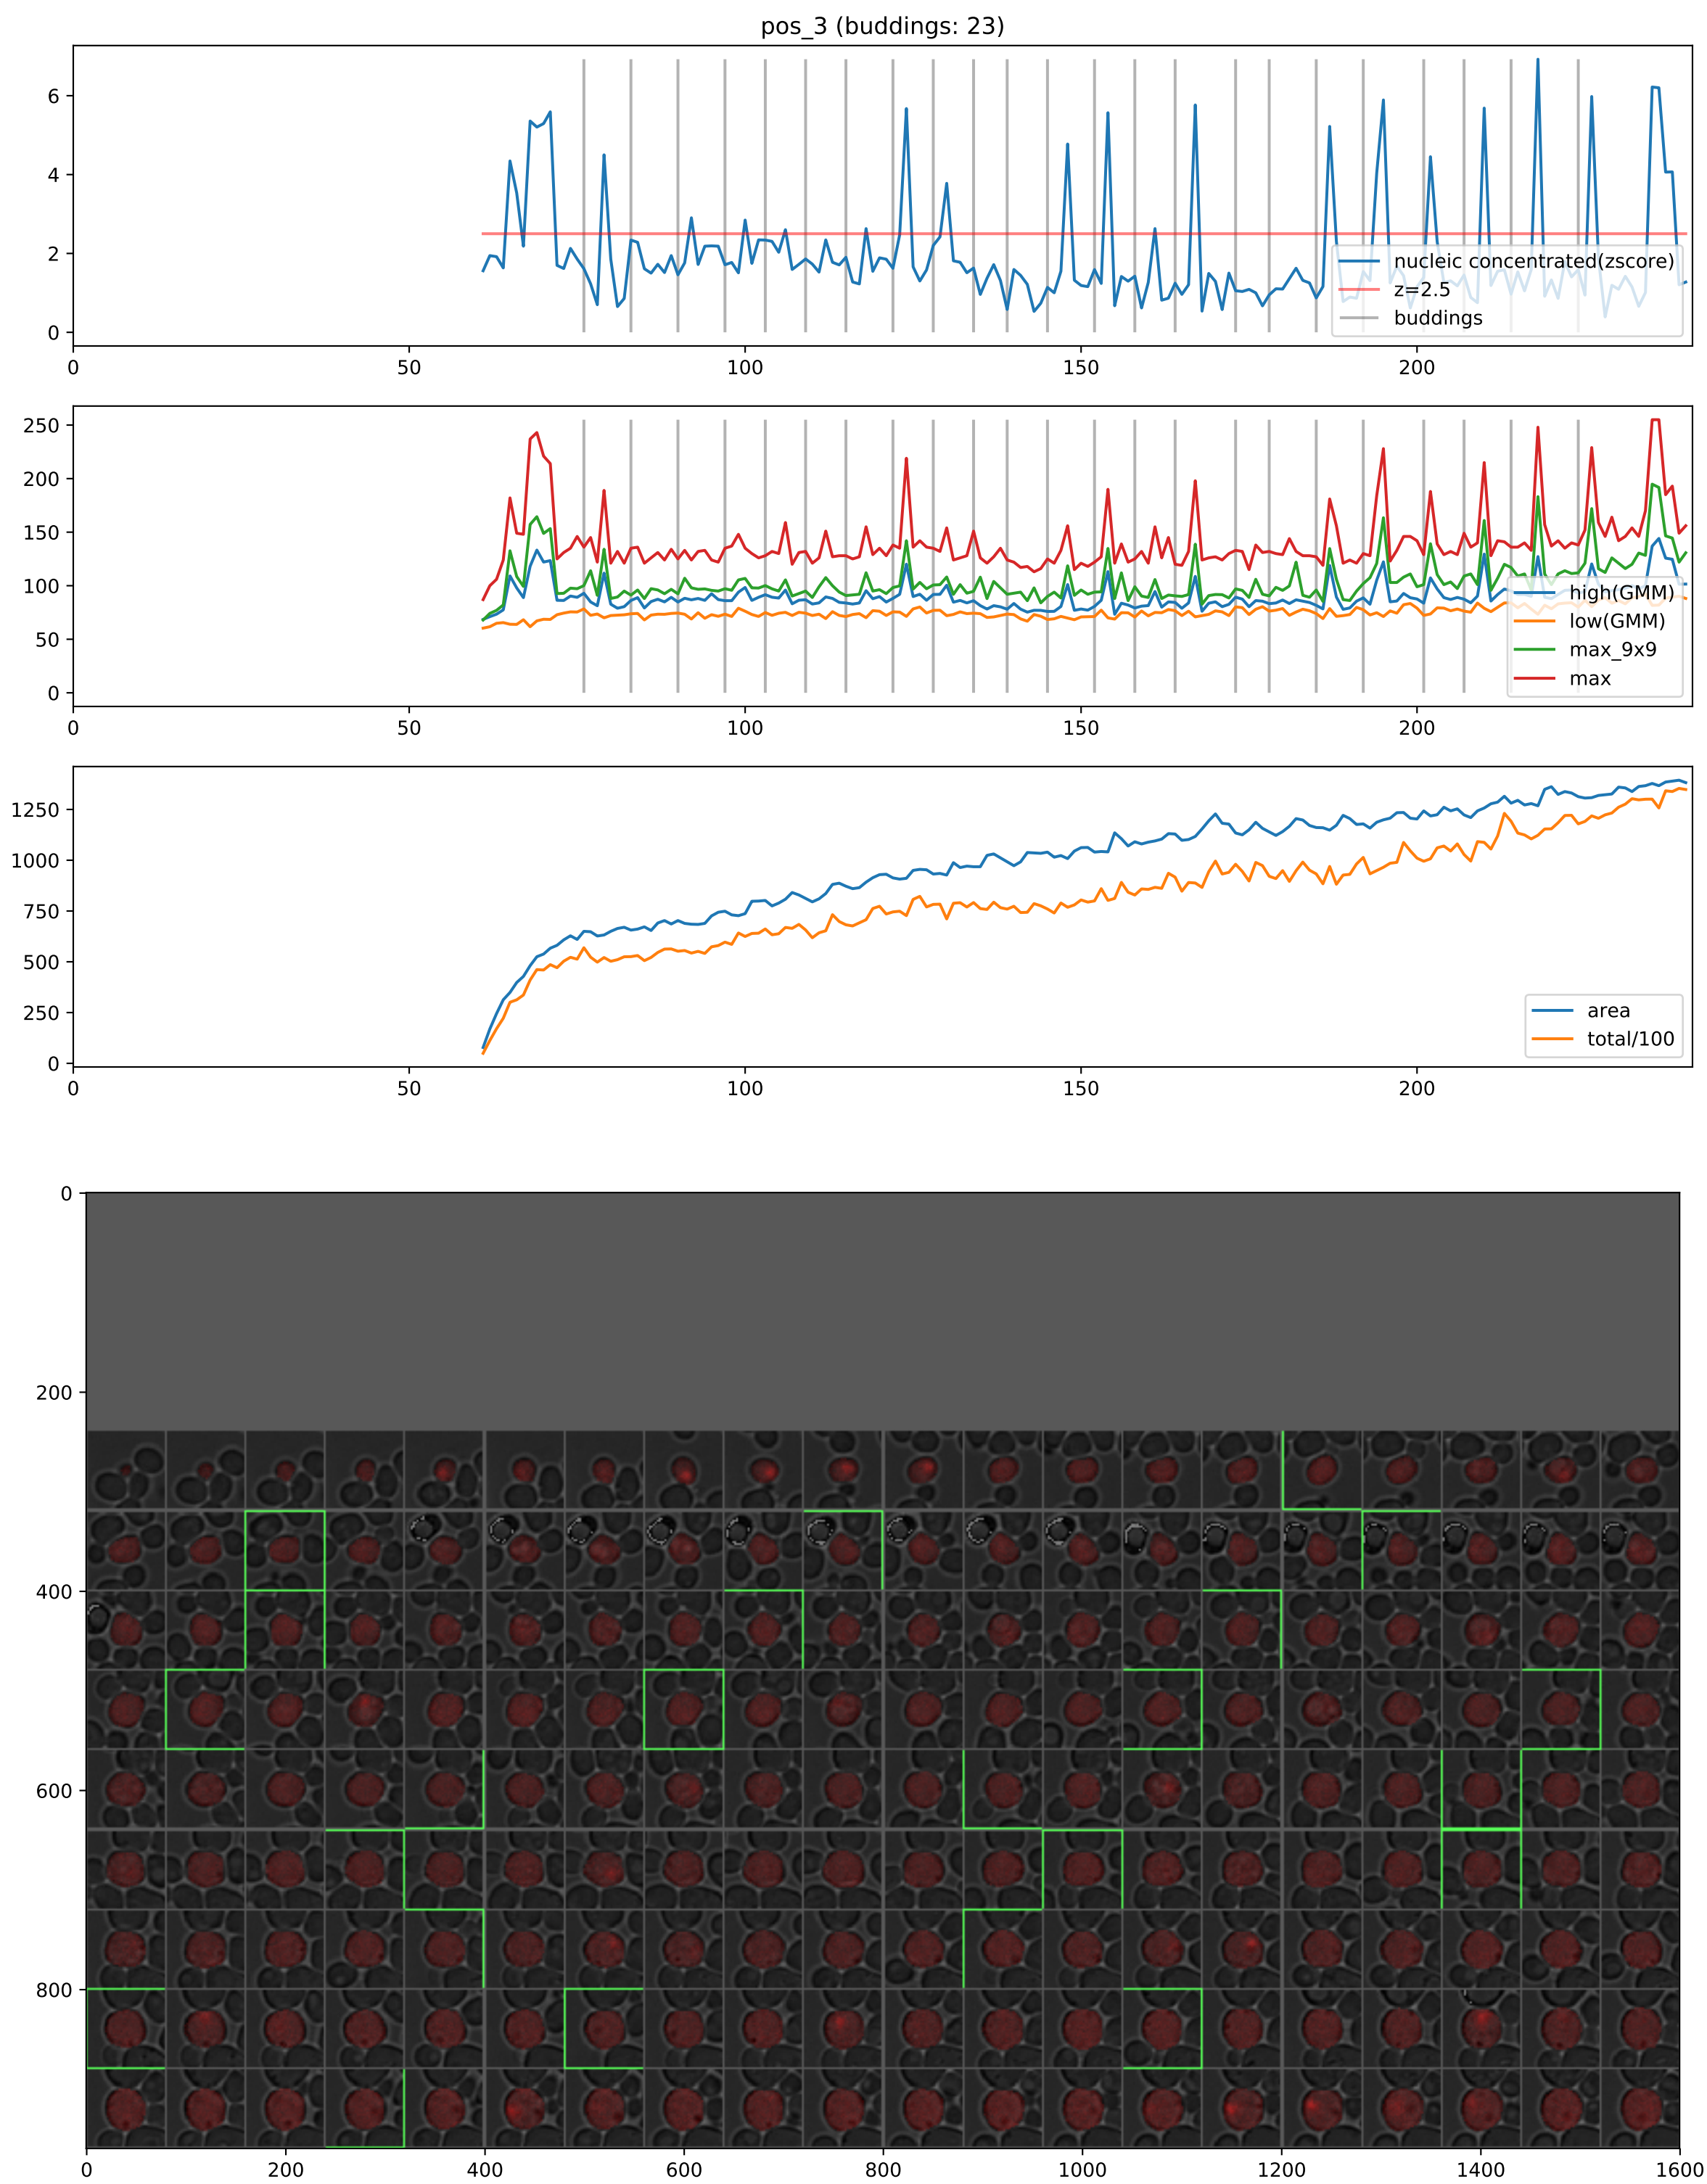 pos_3 (buddings: 23)
6
4
2
0
nucleic concentrated(zscore)
z=2.5
buddings
0 50 100 150 200
250
200
150
100
50
0
high(GMM)
low(GMM)
max_9x9
max
0 50 100 150 200
1250
1000
750
500
250
0
area
total/100
0 50 100 150 200
0
200
400
600
800
0 200 400 600 800 1000 1200 1400 1600